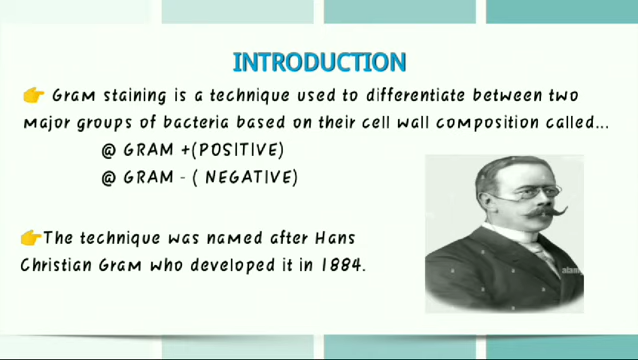 INTRODUCTION
👉 Gram staining is a technique used to differentiate between two
major groups of bacteria based on their cell wall composition called...
@ GRAM +(POSITIVE)
@ GRAM - ( NEGATIVE)
👉The technique was named after Hans
Christian Gram who developed it in 1884.
alamy